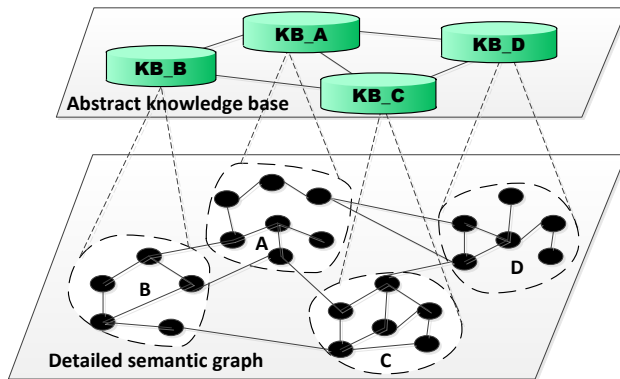 KB_A
KB_D
KB_B
KB_C
Abstract knowledge base
A
D
B
C
Detailed semantic graph